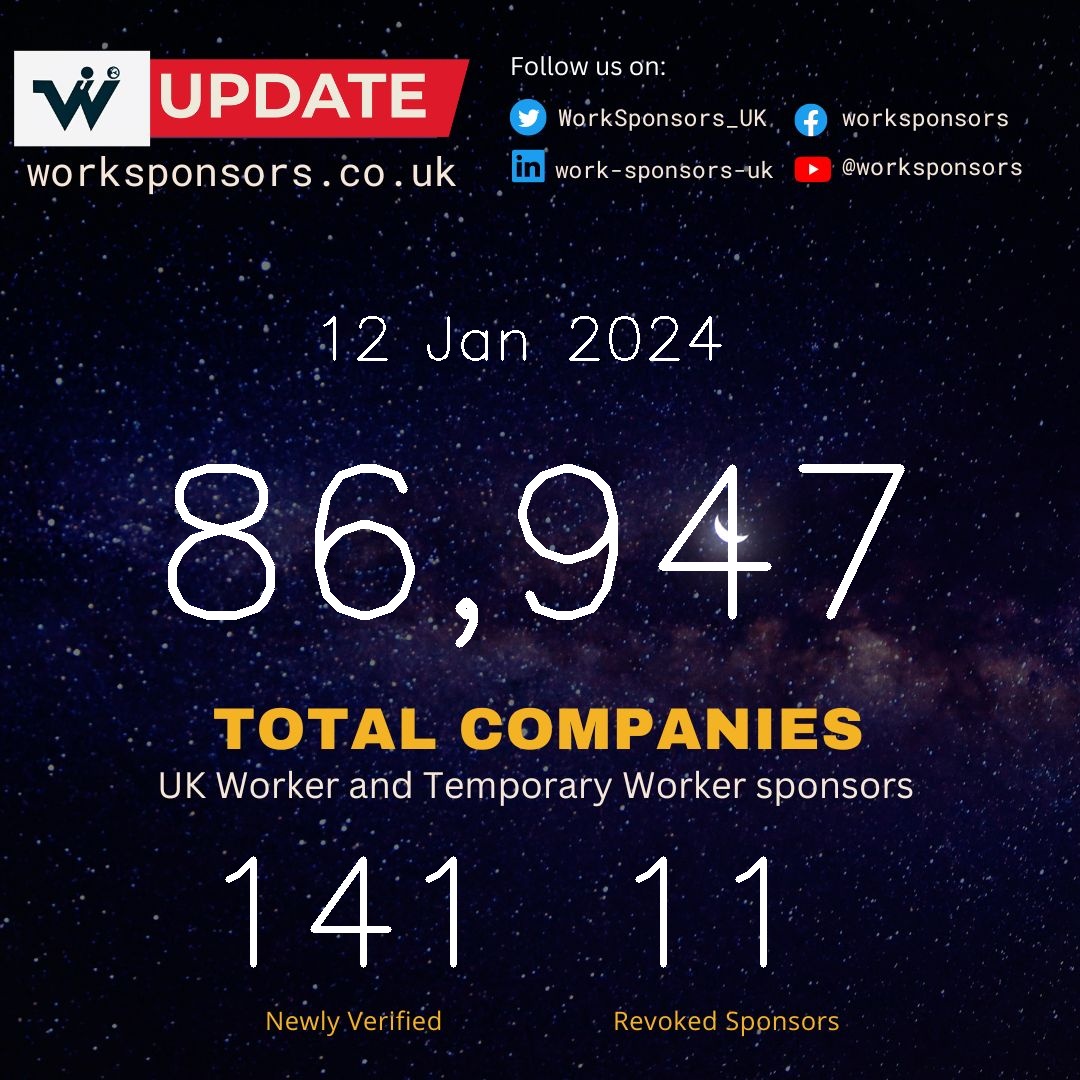 UPDATE
worksponsors.co.uk
Follow us on:
WorkSponsors_UK
worksponsors
work-sponsors-uk
@worksponsors
12 Jan 2024
86,947
TOTAL COMPANIES
UK Worker and Temporary Worker sponsors
141
11
Newly Verified
Revoked Sponsors